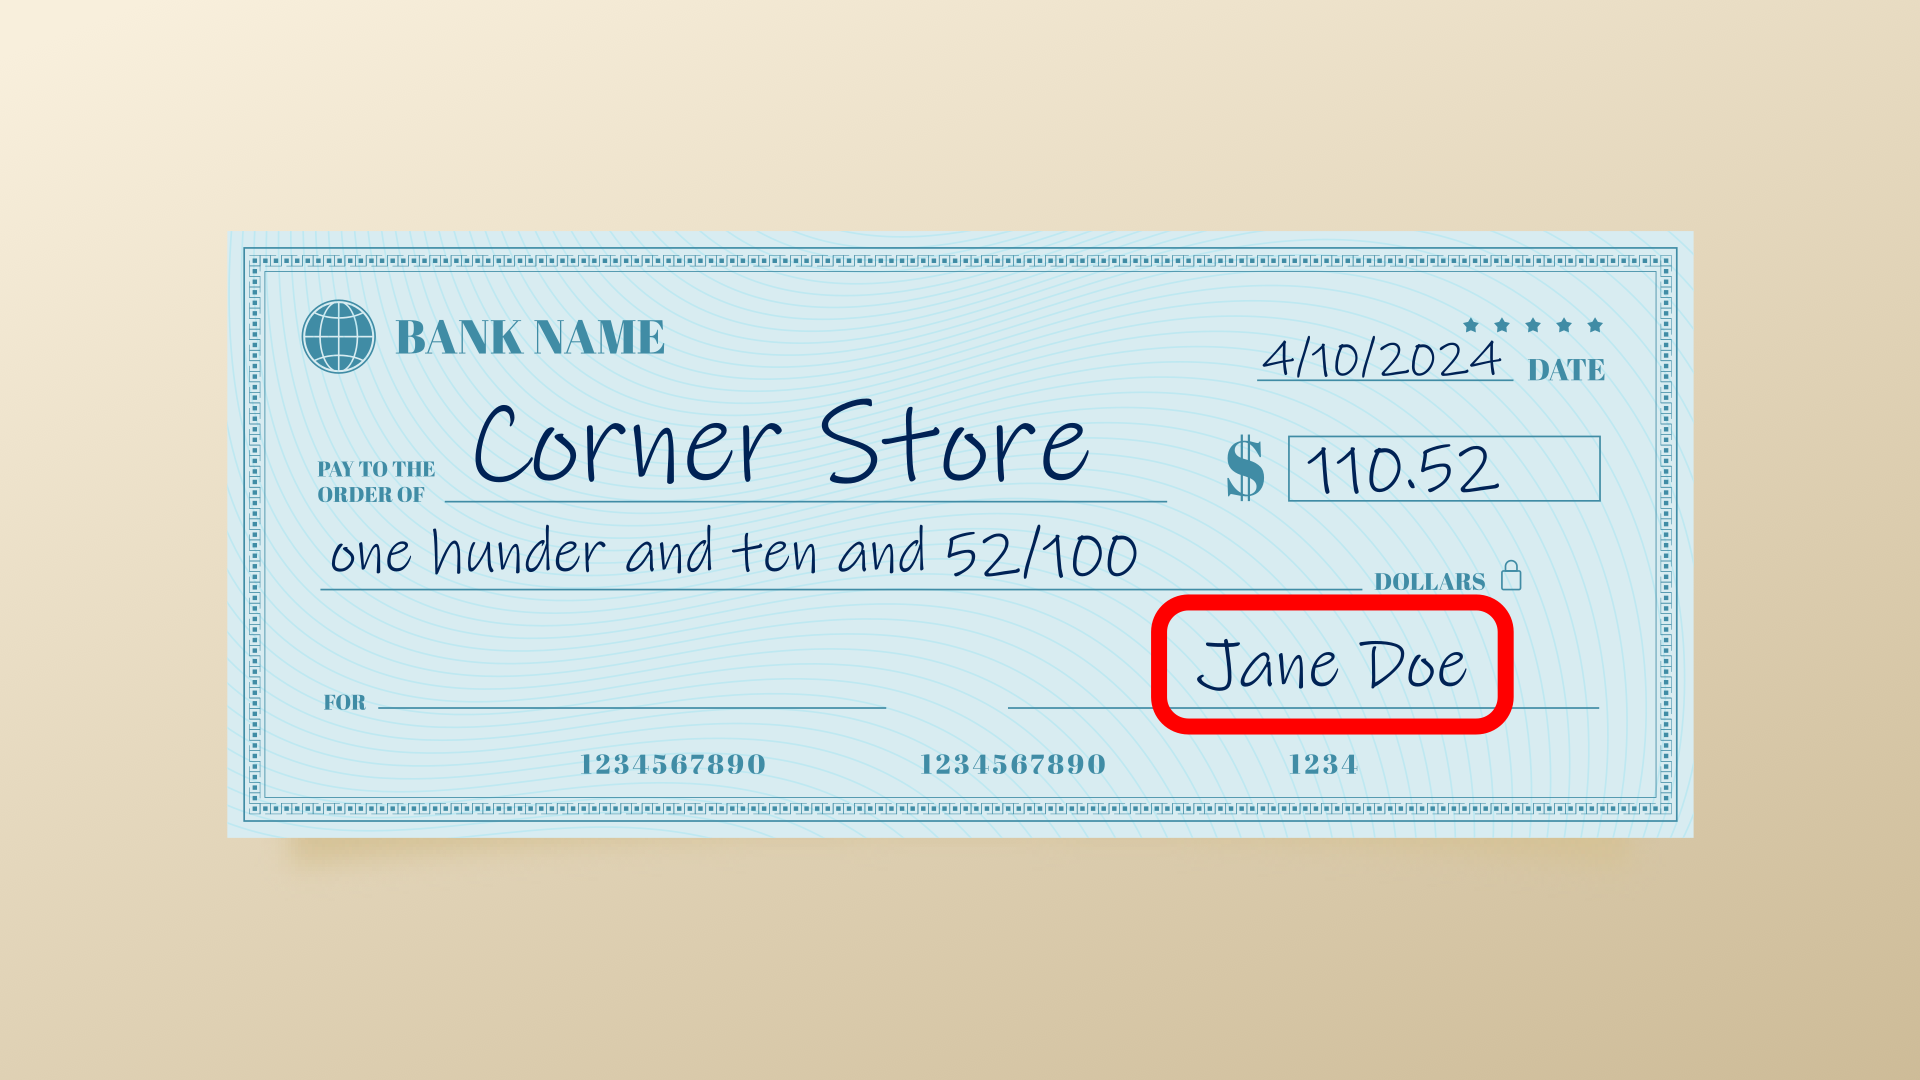 BANK NAME
4/10/2024 DATE
PAY TO THE
ORDER OF
Corner Store
$ 110.52
one hunder and ten and 52/100 DOLLARS
Jane Doe
FOR
1234567890 1234567890 1234